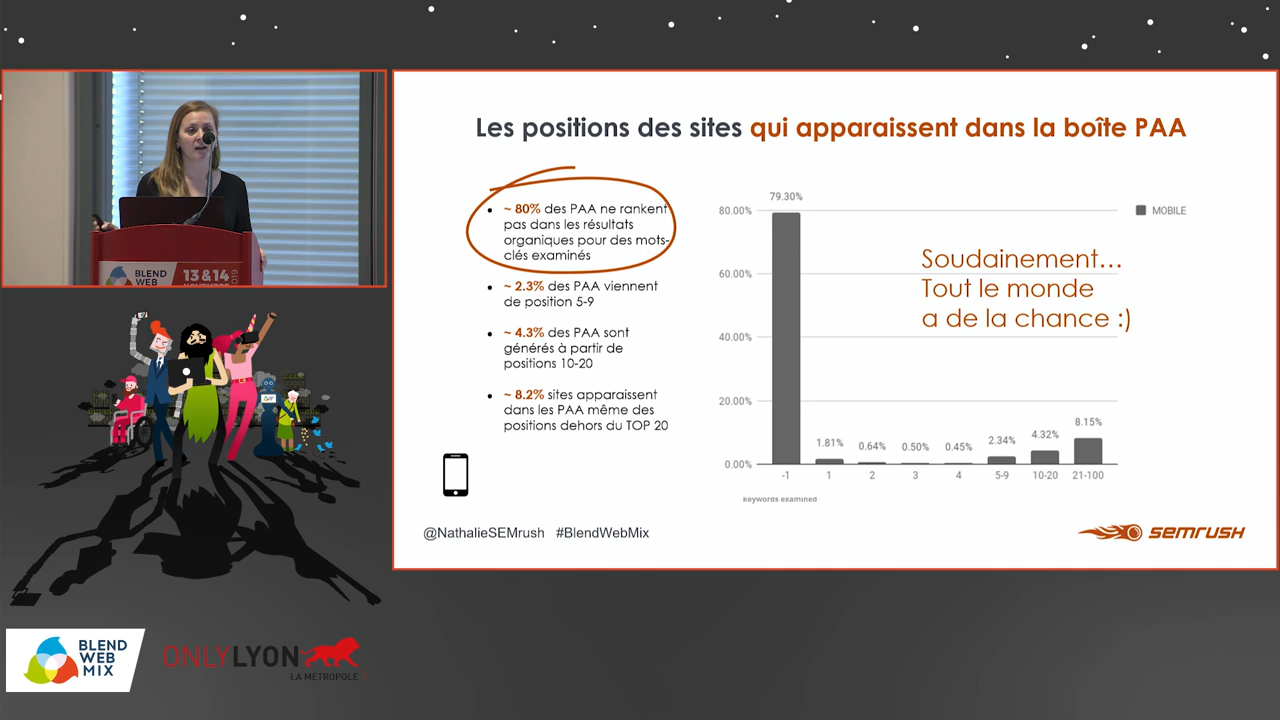 Les positions des sites qui apparaissent dans la boîte PAA
• ~ 80% des PAA ne rankent
pas dans les résultats
organiques pour des mots-
clés examinés
• ~ 2.3% des PAA viennent
de position 5-9
• ~ 4.3% des PAA sont
générés à partir de
positions 10-20
• ~ 8.2% sites apparaissent
dans les PAA même des
positions dehors du TOP 20
79.30%
80.00%
60.00%
40.00%
20.00%
0.00%
1.81%
0.64%
0.50%
0.45%
2.34%
4.32%
8.15%
-1
1
2
3
4
5-9
10-20
21-100
keywords examined
MOBILE
Soudainement...
Tout le monde
a de la chance :)
@NathalieSEMrush #BlendWebMix
SEMRUSH
BLEND
WEB
13 & 14
NOVEMBRE
2019
BLEND
WEB
MIX
ONLYLYON
LA MÉTROPOLE